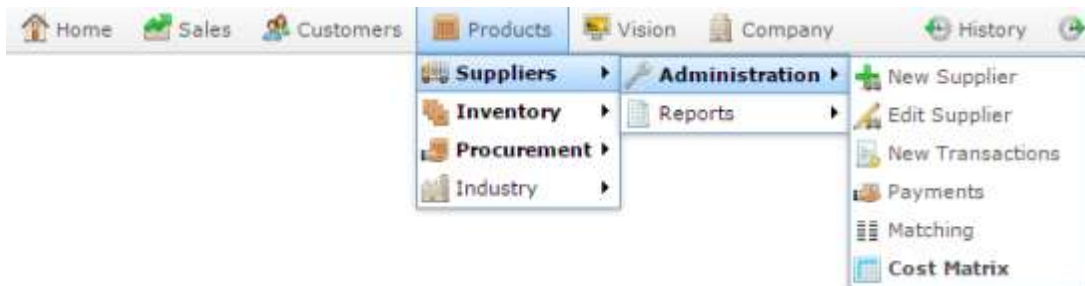 Home Sales Customers Products Vision Company History
Suppliers Administration New Supplier
Inventory Reports Edit Supplier
Procurement New Transactions
Industry Payments
Matching
Cost Matrix